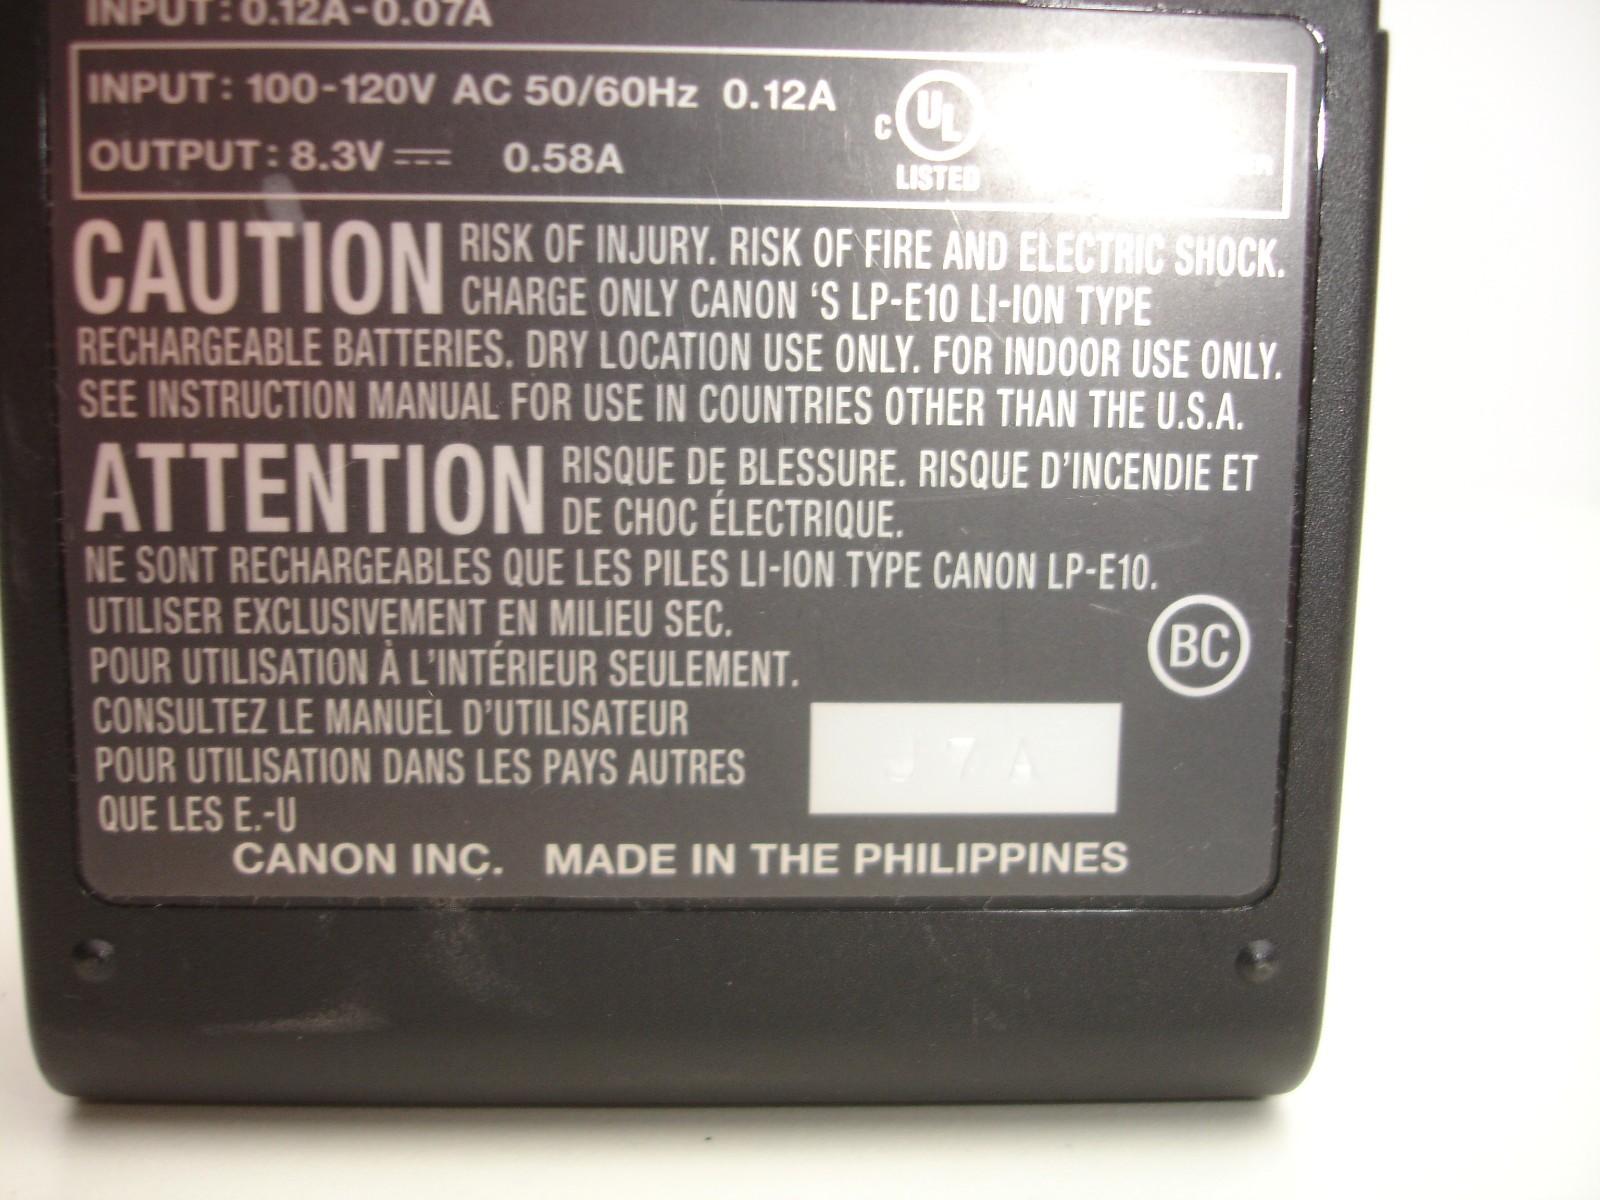 INPUT: 0.12A-0.07A
INPUT: 100-120V AC 50/60Hz 0.12A
OUTPUT: 8.3V 0.58A
C UL
LISTED
CAUTION RISK OF INJURY. RISK OF FIRE AND ELECTRIC SHOCK.
CHARGE ONLY CANON 'S LP-E10 LI-ION TYPE
RECHARGEABLE BATTERIES. DRY LOCATION USE ONLY. FOR INDOOR USE ONLY.
SEE INSTRUCTION MANUAL FOR USE IN COUNTRIES OTHER THAN THE U.S.A.
ATTENTION RISQUE DE BLESSURE. RISQUE D'INCENDIE ET
DE CHOC ÉLECTRIQUE.
NE SONT RECHARGEABLES QUE LES PILES LI-ION TYPE CANON LP-E10.
UTILISER EXCLUSIVEMENT EN MILIEU SEC.
BC
POUR UTILISATION À L'INTÉRIEUR SEULEMENT.
CONSULTEZ LE MANUEL D'UTILISATEUR
POUR UTILISATION DANS LES PAYS AUTRES
J7A
QUE LES E.-U
CANON INC. MADE IN THE PHILIPPINES